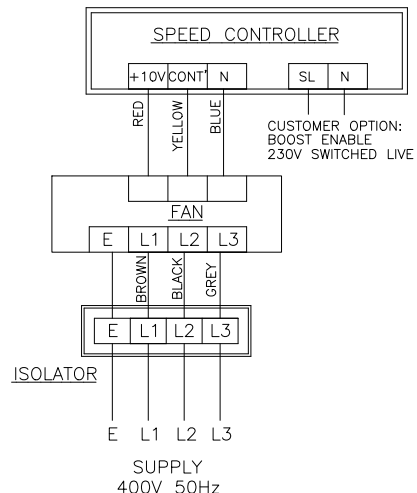 SPEED CONTROLLER
+10V CONT' N SL N
RED YELLOW BLUE
CUSTOMER OPTION:
BOOST ENABLE
230V SWITCHED LIVE
FAN
E L1 L2 L3
BROWN BLACK GREY
E L1 L2 L3
ISOLATOR
E L1 L2 L3
SUPPLY
400V 50Hz